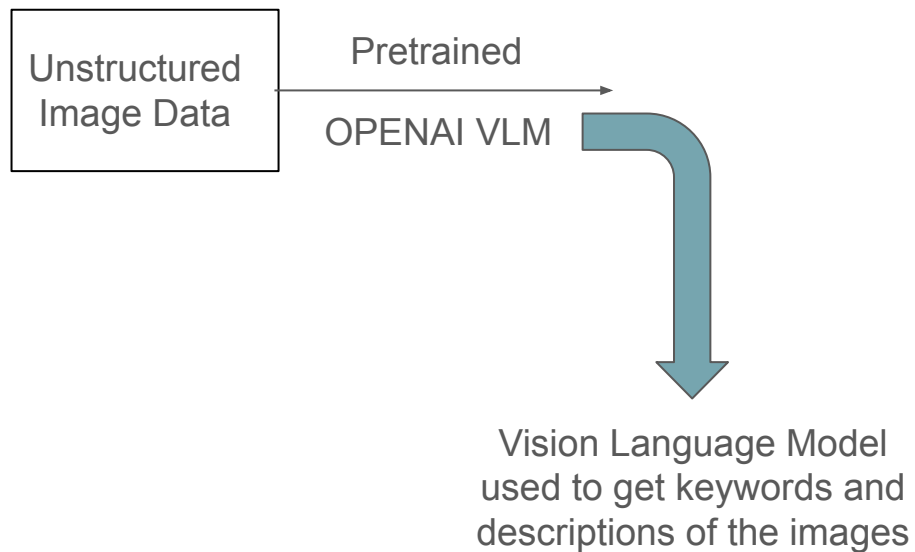 Unstructured
Image Data
Pretrained
OPENAI VLM
Vision Language Model
used to get keywords and
descriptions of the images